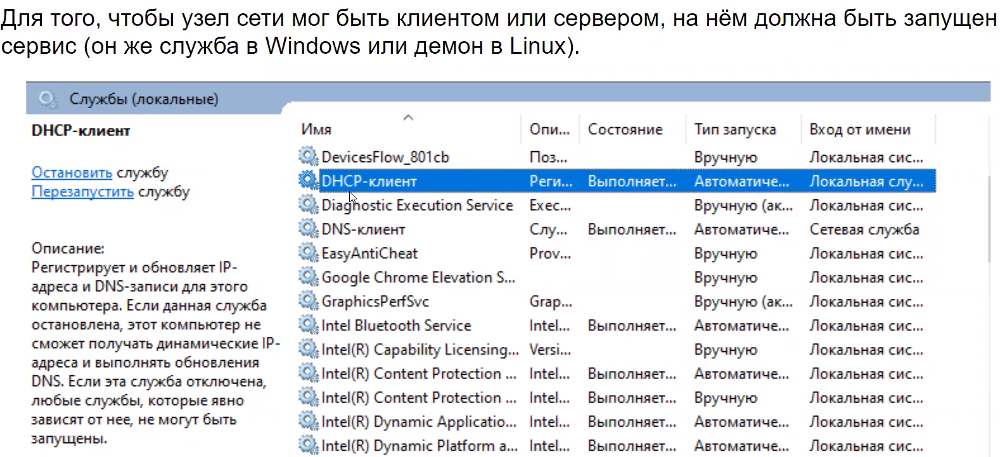 Для того, чтобы узел сети мог быть клиентом или сервером, на нём должна быть запущен
сервис (он же служба в Windows или демон в Linux).
Службы (локальные)
DHCP-клиент
Остановить службу
Перезапустить службу
Описание:
Регистрирует и обновляет IP-
адреса и DNS-записи для этого
компьютера. Если данная служба
остановлена, этот компьютер не
сможет получать динамические IP-
адреса и выполнять обновления
DNS. Если эта служба отключена,
любые службы, которые явно
зависят от нее, не могут быть
запущены.
Имя Опи... Состояние Тип запуска Вход от имени
DevicesFlow_801cb Поз... Вручную Локальная сис...
DHCP-клиент Реги... Выполняет... Автоматиче... Локальная слу...
Diagnostic Execution Service Exec... Вручную (ак... Локальная сис...
DNS-клиент Слу... Выполняет... Автоматиче... Сетевая служба
EasyAntiCheat Prov... Вручную Локальная сис...
Google Chrome Elevation S... Вручную Локальная сис...
GraphicsPerfSvc Grap... Вручную (ак... Локальная сис...
Intel Bluetooth Service Intel... Выполняет... Автоматиче... Локальная сис...
Intel(R) Capability Licensing... Versi... Вручную Локальная сис...
Intel(R) Content Protection ... Intel... Выполняет... Автоматиче... Локальная сис...
Intel(R) Content Protection ... Intel... Выполняет... Вручную Локальная сис...
Intel(R) Dynamic Applicatio... Intel... Выполняет... Автоматиче... Локальная сис...
Intel(R) Dynamic Platform a... Intel... Выполняет... Автоматиче... Локальная сис...